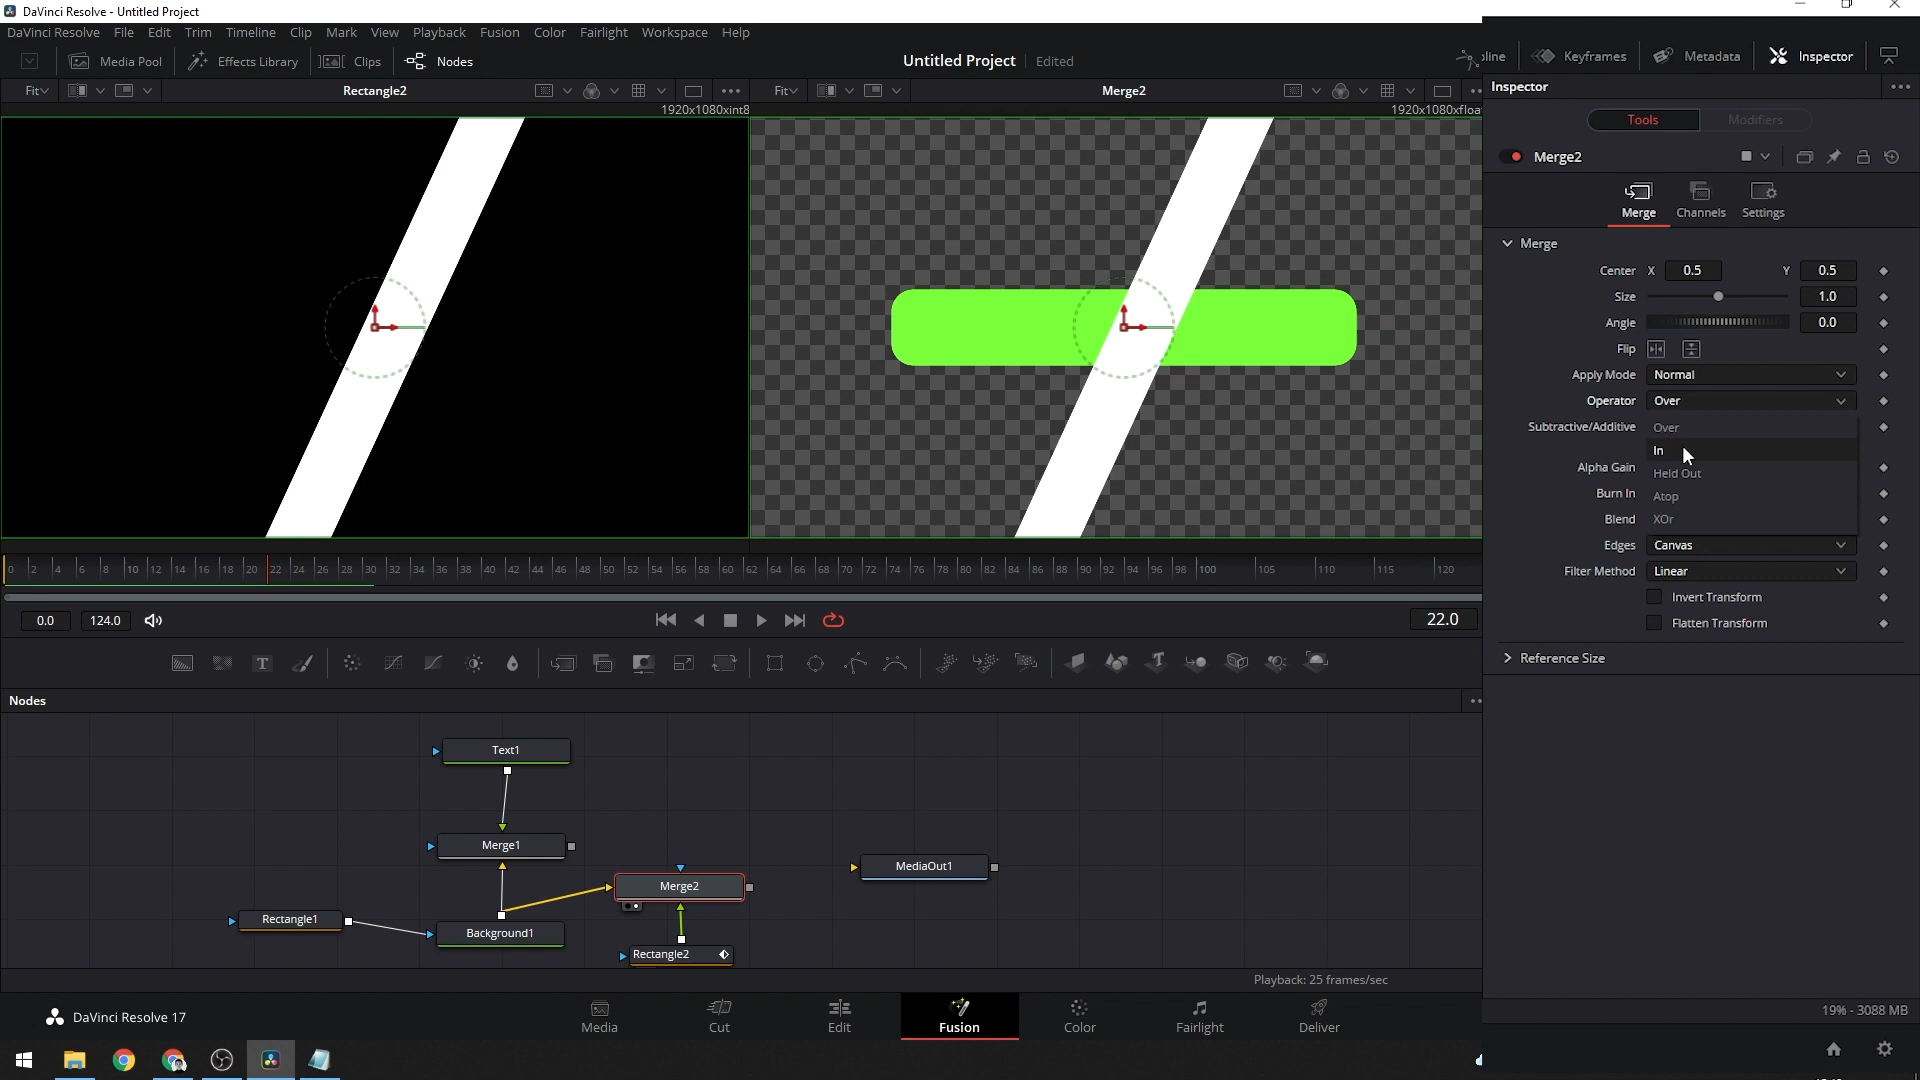 DaVinci Resolve - Untitled Project
DaVinci Resolve File Edit Trim Timeline Clip Mark View Playback Fusion Color Fairlight Workspace Help
Media Pool Effects Library Clips Nodes Untitled Project Edited line Keyframes Metadata Inspector
Fit Rectangle2 Fit Merge2 Inspector
1920x1080xint8 1920x1080xfloa
Tools Modifiers
Merge2
Merge Channels Settings
Merge
Center X 0.5 Y 0.5
Size 1.0
Angle 0.0
Flip
Apply Mode Normal
Operator Over
Subtractive/Additive Over
In
Alpha Gain Held Out
Burn In Atop
Blend XOr
Edges Canvas
Filter Method Linear
Invert Transform
Flatten Transform
Reference Size
0 2 4 6 8 10 12 14 16 18 20 22 24 26 28 30 32 34 36 38 40 42 44 46 48 50 52 54 56 58 60 62 64 66 68 70 72 74 76 78 80 82 84 86 88 90 92 94 96 98 100 105 110 115 120
0.0 124.0 22.0
T
Nodes
Text1
Merge1
MediaOut1
Merge2
Rectangle1
Background1
Rectangle2
Playback: 25 frames/sec
19% - 3088 MB
DaVinci Resolve 17
Media Cut Edit Fusion Color Fairlight Deliver